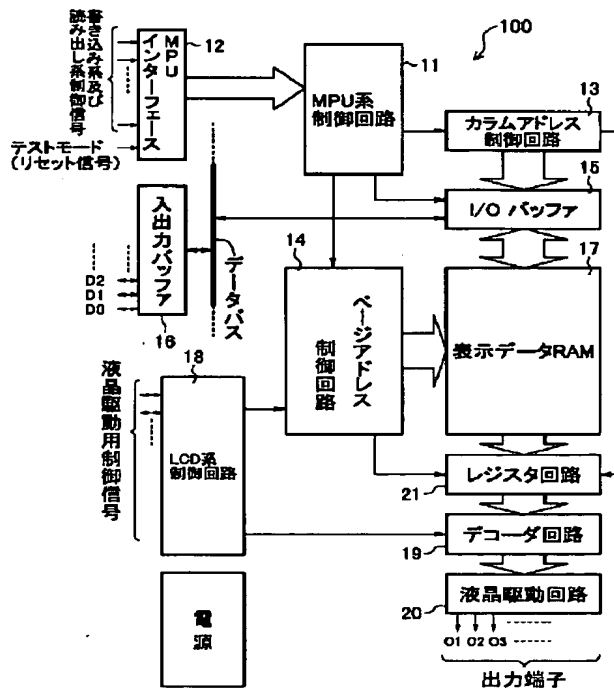 100
書き込み系及び
読み出し系制御信号
テストモード
(リセット信号)
MPU
インターフェース
12
MPU系
制御回路
11
13
カラムアドレス
制御回路
15
I/O バッファ
入出力バッファ
16
D2
D1
D0
データバス
14
ページアドレス
制御回路
17
表示データRAM
液晶駆動用制御信号
18
LCD系
制御回路
レジスタ回路
21
デコーダ回路
19
液晶駆動回路
20
O1 O2 O3
出力端子
電源